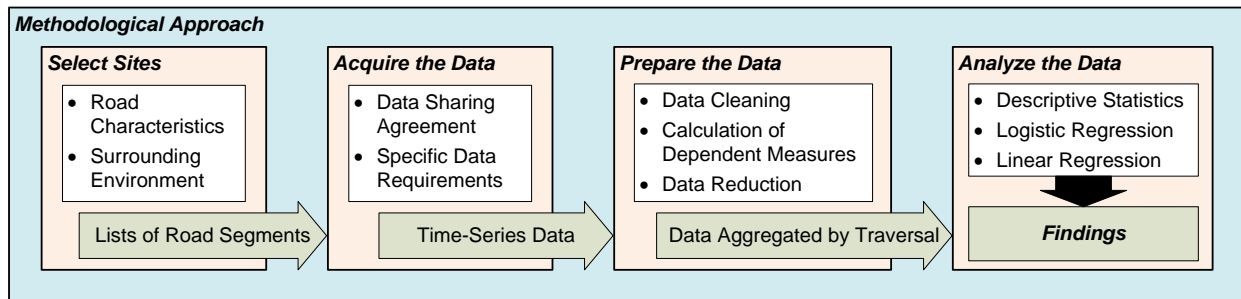 Methodological Approach
Select Sites
• Road
Characteristics
• Surrounding
Environment
Lists of Road Segments
Acquire the Data
• Data Sharing
Agreement
• Specific Data
Requirements
Time-Series Data
Prepare the Data
• Data Cleaning
• Calculation of
Dependent Measures
• Data Reduction
Data Aggregated by Traversal
Analyze the Data
• Descriptive Statistics
• Logistic Regression
• Linear Regression
Findings